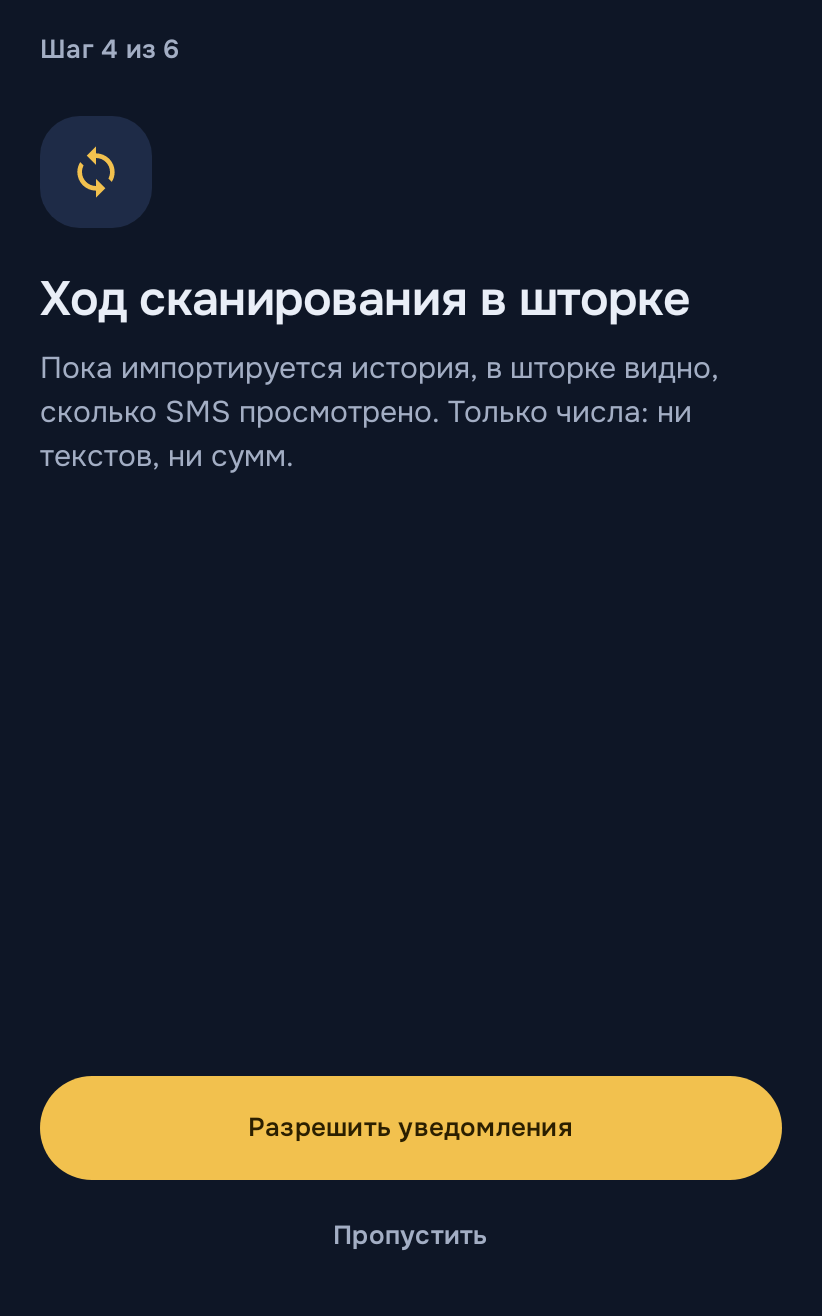 Шаг 4 из 6
Ход сканирования в шторке
Пока импортируется история, в шторке видно,
сколько SMS просмотрено. Только числа: ни
текстов, ни сумм.
Разрешить уведомления
Пропустить